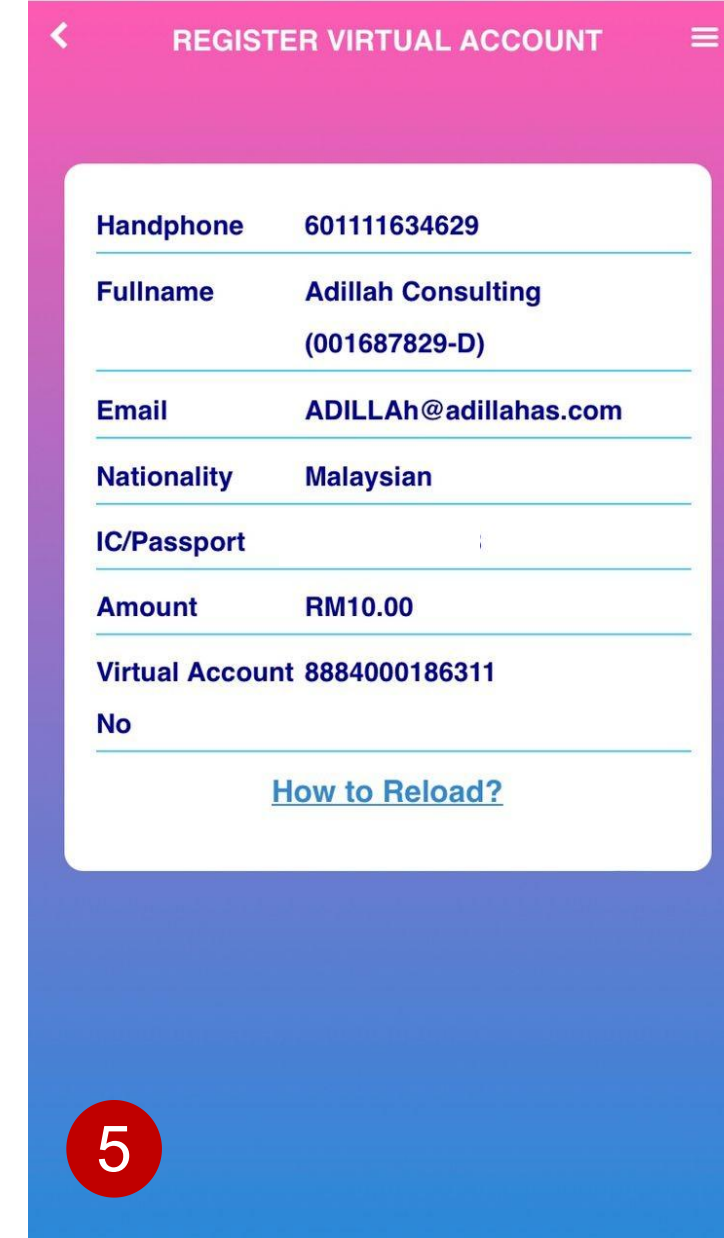 REGISTER VIRTUAL ACCOUNT
Handphone 601111634629
Fullname Adillah Consulting
(001687829-D)
Email ADILLAh@adillahas.com
Nationality Malaysian
IC/Passport
Amount RM10.00
Virtual Account 8884000186311
No
How to Reload?
5